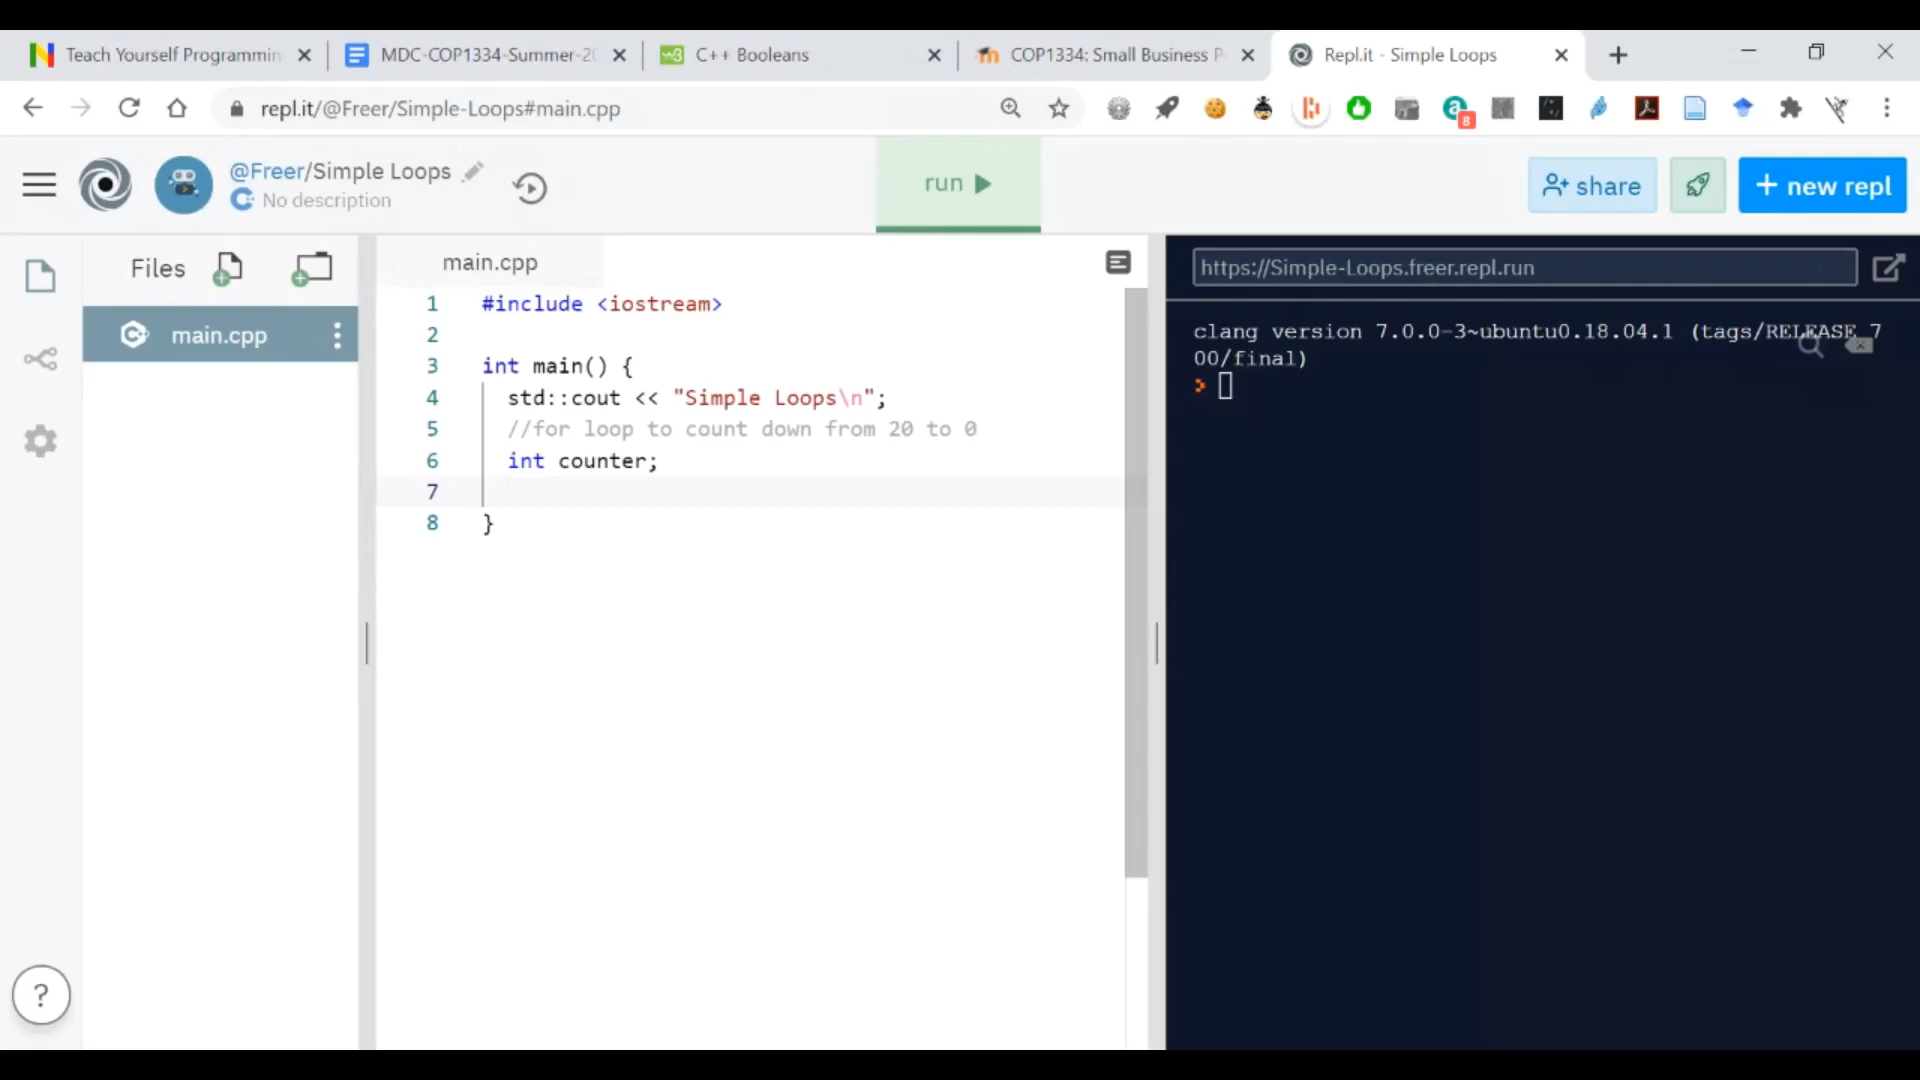 Teach Yourself Programmin
MDC-COP1334-Summer-20
C++ Booleans
COP1334: Small Business P
Repl.it - Simple Loops
repl.it/@Freer/Simple-Loops#main.cpp
8
@Freer/Simple Loops
No description
run
share
+ new repl
Files
main.cpp
main.cpp
1 #include <iostream>
2
3 int main() {
4 std::cout << "Simple Loops\n";
5 //for loop to count down from 20 to 0
6 int counter;
7
8 }
https://Simple-Loops.freer.repl.run
clang version 7.0.0-3~ubuntu0.18.04.1 (tags/RELEASE_7
00/final)
>
?